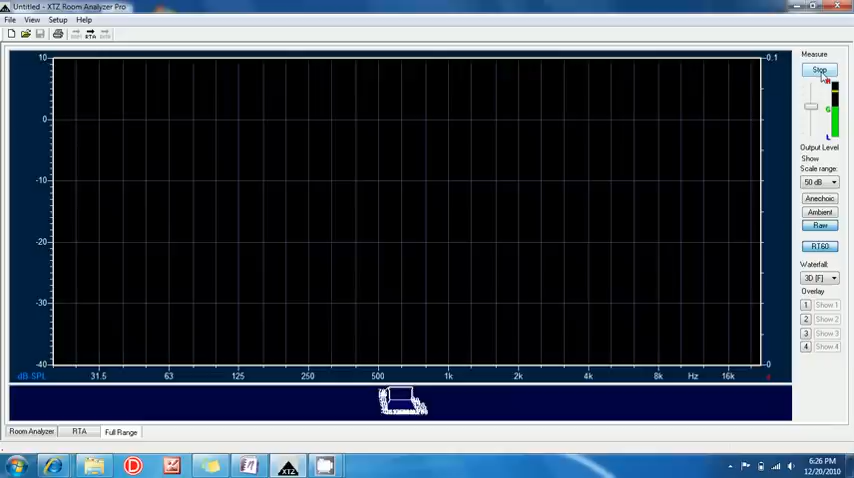 Untitled - XTZ Room Analyzer Pro
File View Setup Help
RTA
Measure
Stop
H
G
L
Output Level
Show
Scale range:
50 dB
Anechoic
Ambient
Raw
RT60
Waterfall:
3D [F]
Overlay
1 Show 1
2 Show 2
3 Show 3
4 Show 4
10
0
-10
-20
-30
-40
0.1
0
dB-SPL 31.5 63 125 250 500 1k 2k 4k 8k Hz 16k
Room Analyzer RTA Full Range
6:26 PM
12/20/2010